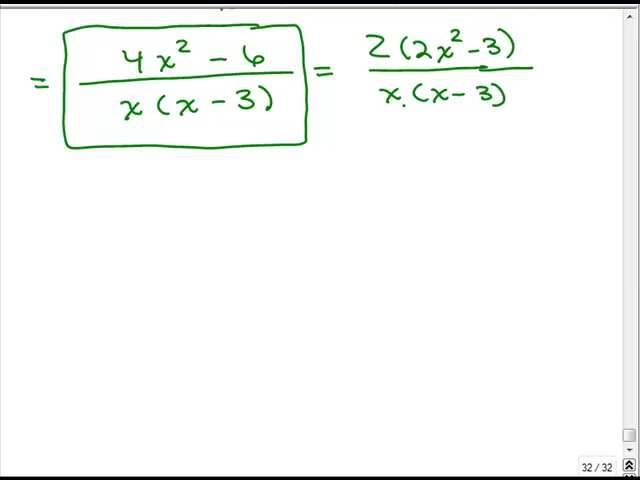 = (4x² - 6)/(x(x - 3)) = 2(2x² - 3)/(x·(x - 3))
32 / 32